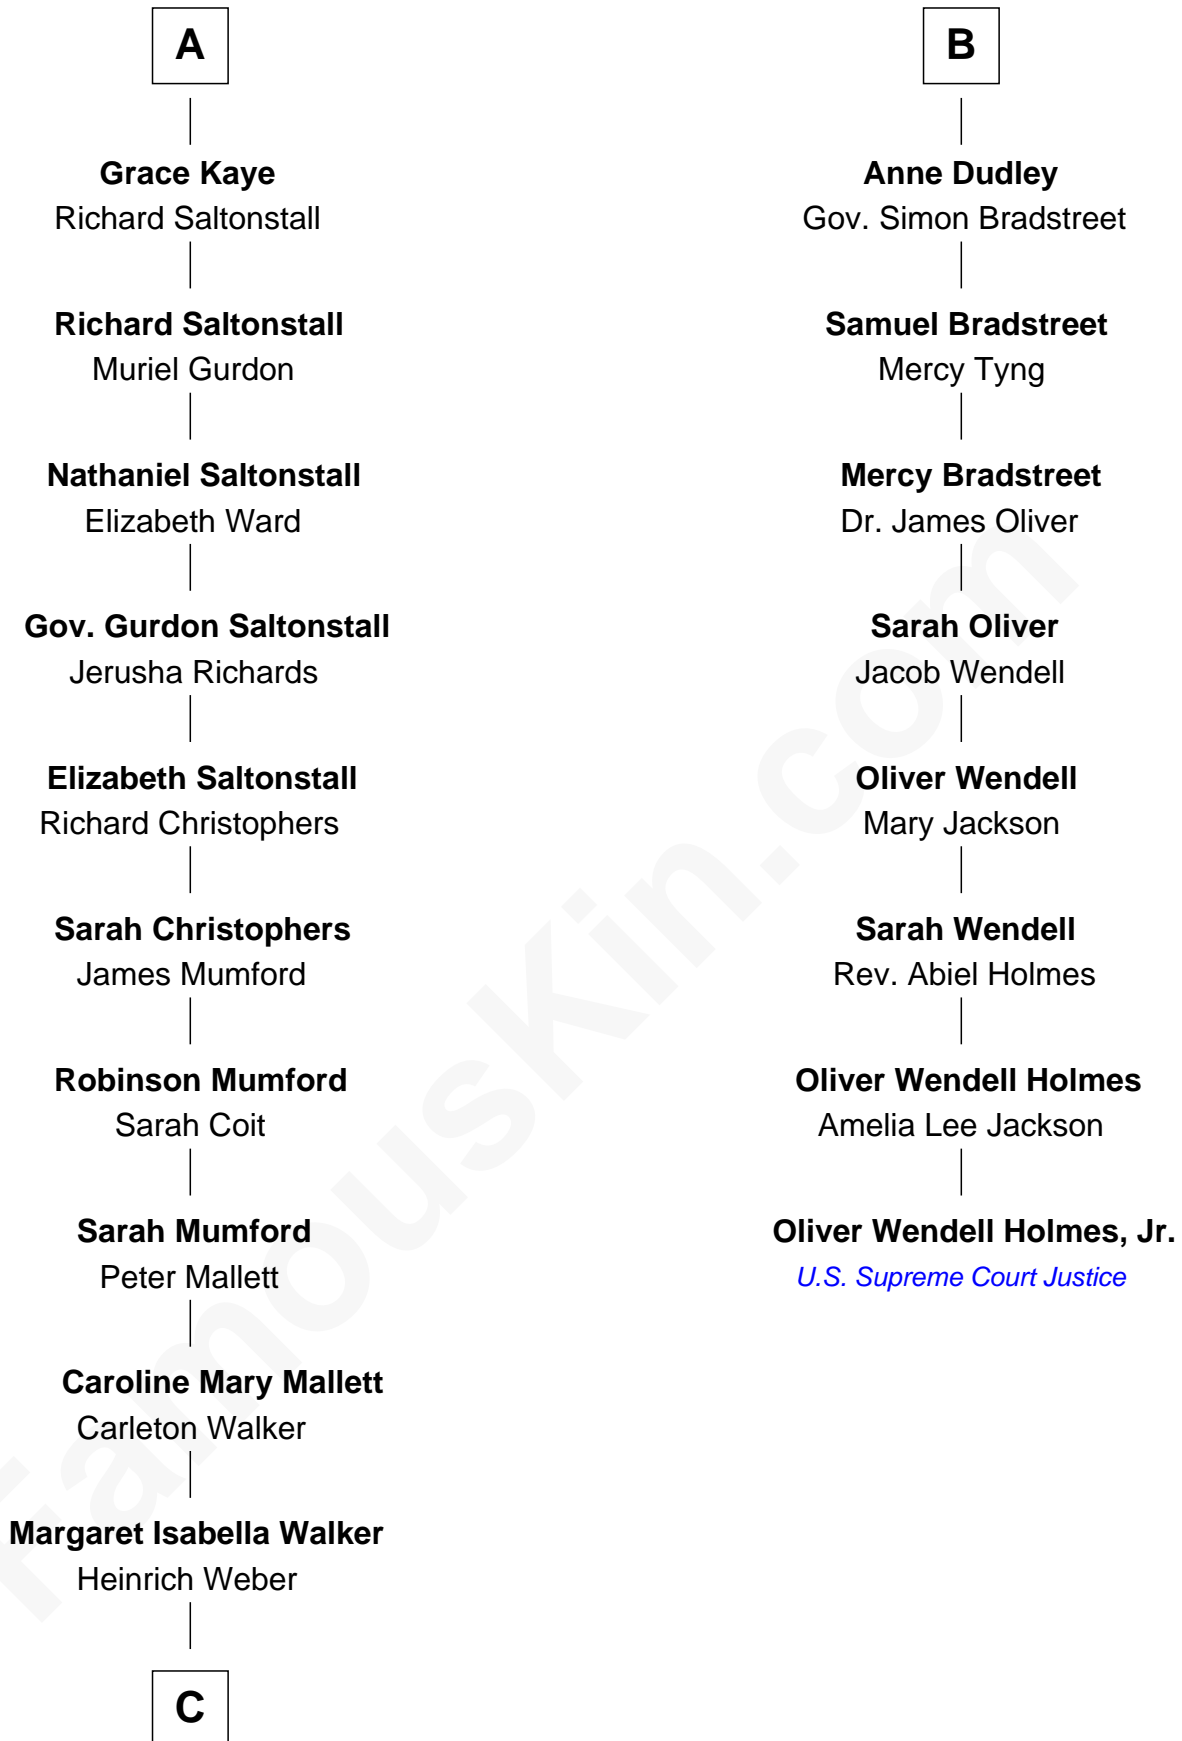 A
Grace Kaye
Richard Saltonstall
Richard Saltonstall
Muriel Gurdon
Nathaniel Saltonstall
Elizabeth Ward
Gov. Gurdon Saltonstall
Jerusha Richards
Elizabeth Saltonstall
Richard Christophers
Sarah Christophers
James Mumford
Robinson Mumford
Sarah Coit
Sarah Mumford
Peter Mallett
Caroline Mary Mallett
Carleton Walker
Margaret Isabella Walker
Heinrich Weber
C
B
Anne Dudley
Gov. Simon Bradstreet
Samuel Bradstreet
Mercy Tyng
Mercy Bradstreet
Dr. James Oliver
Sarah Oliver
Jacob Wendell
Oliver Wendell
Mary Jackson
Sarah Wendell
Rev. Abiel Holmes
Oliver Wendell Holmes
Amelia Lee Jackson
Oliver Wendell Holmes, Jr.
U.S. Supreme Court Justice
FamousKin.com